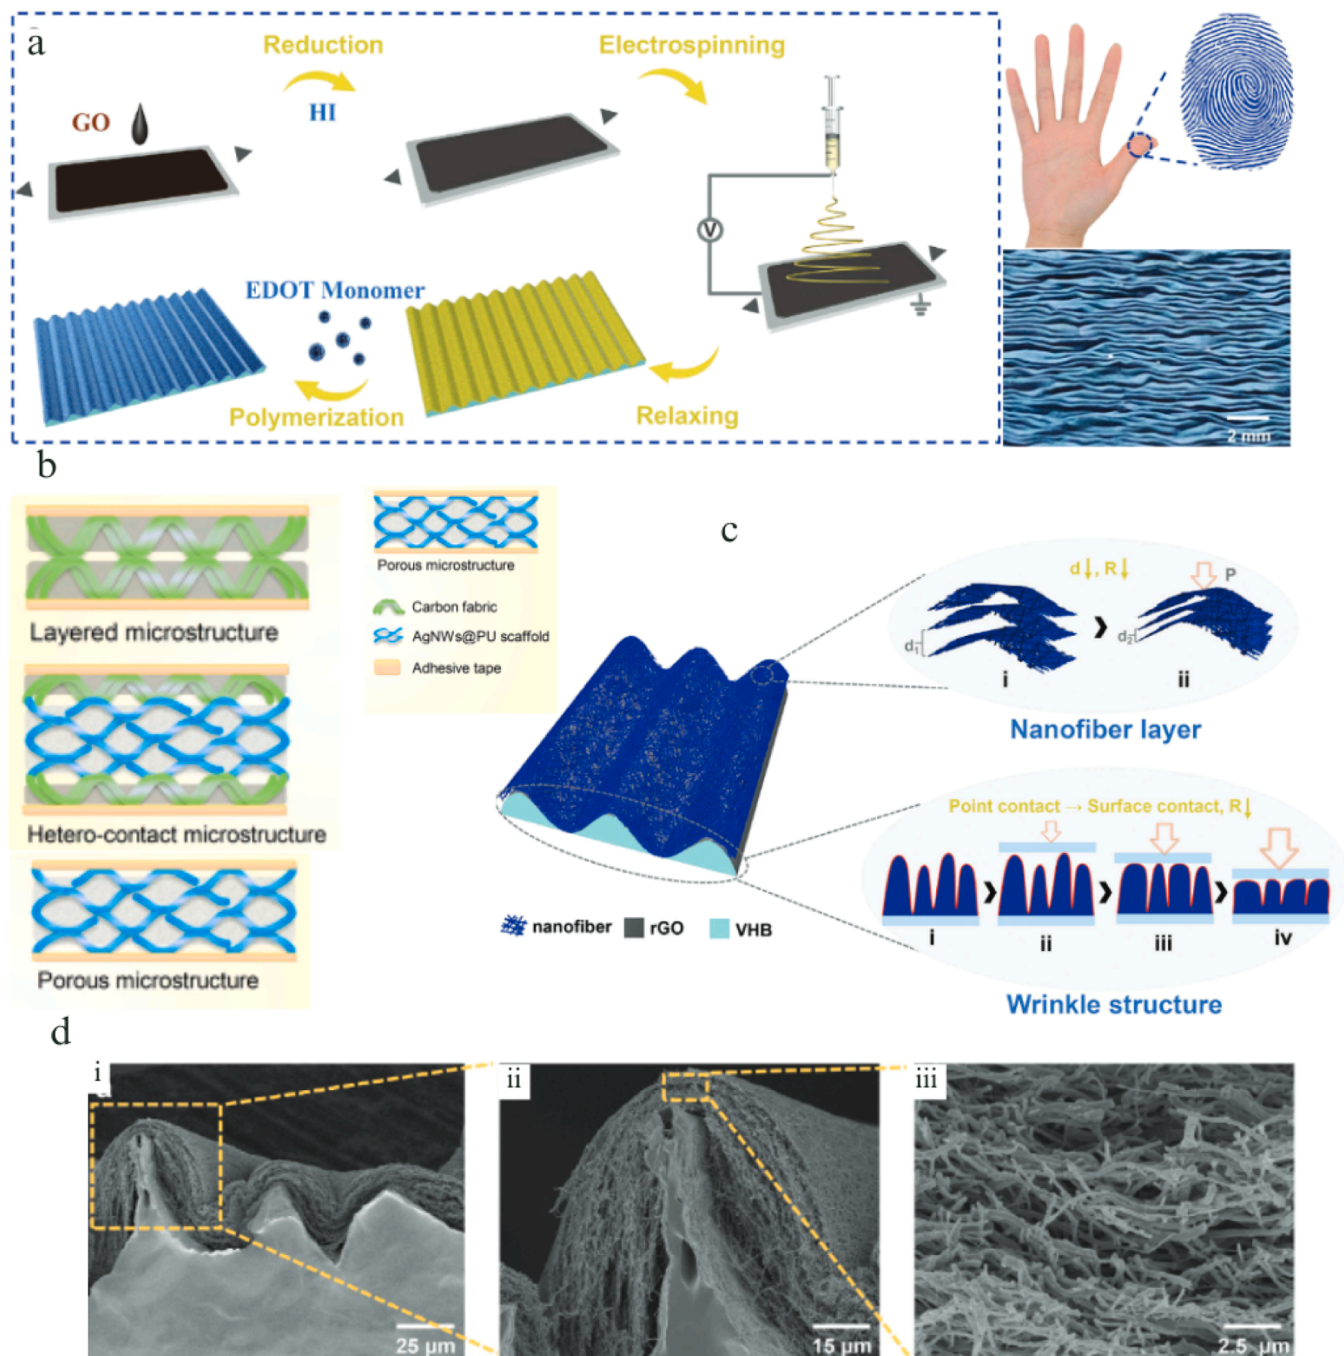 a
Reduction
Electrospinning
GO
HI
V
EDOT Monomer
Polymerization
Relaxing
2 mm
b
Layered microstructure
Hetero-contact microstructure
Porous microstructure
Porous microstructure
Carbon fabric
AgNWs@PU scaffold
Adhesive tape
c
d↓, R↓
P
d1
d2
i
ii
Nanofiber layer
Point contact → Surface contact, R↓
i
ii
iii
iv
Wrinkle structure
nanofiber
rGO
VHB
d
i
25 µm
ii
15 µm
iii
2.5 µm